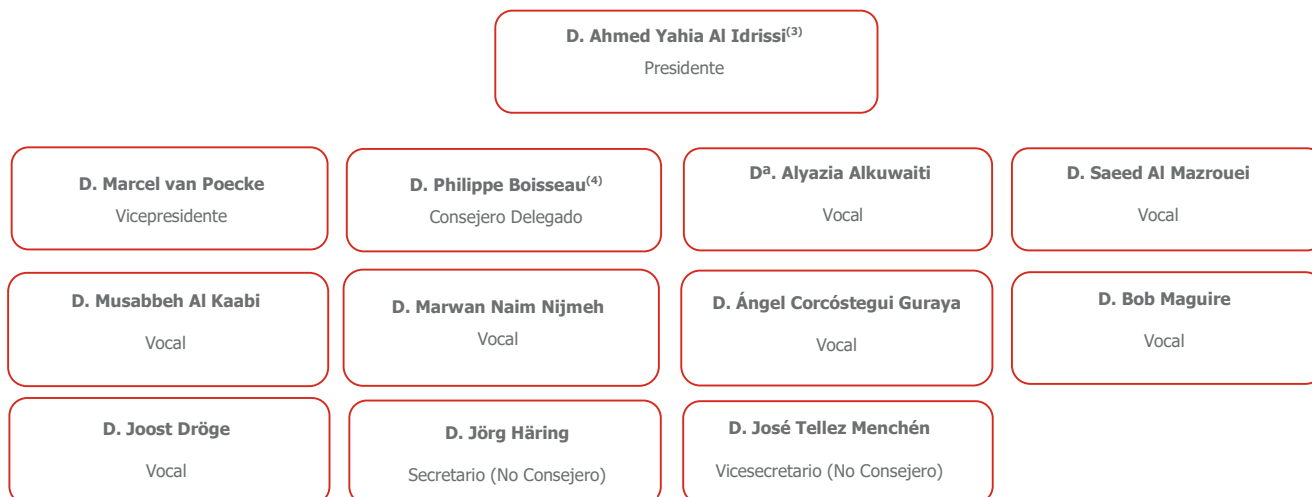 D. Ahmed Yahia Al Idrissi(3)
Presidente
D. Marcel van Poecke
Vicepresidente
D. Philippe Boisseau(4)
Consejero Delegado
Dª. Alyazia Alkuwaiti
Vocal
D. Saeed Al Mazrouei
Vocal
D. Musabbeh Al Kaabi
Vocal
D. Marwan Naim Nijmeh
Vocal
D. Ángel Corcóstegui Guraya
Vocal
D. Bob Maguire
Vocal
D. Joost Dröge
Vocal
D. Jörg Häring
Secretario (No Consejero)
D. José Tellez Menchén
Vicesecretario (No Consejero)